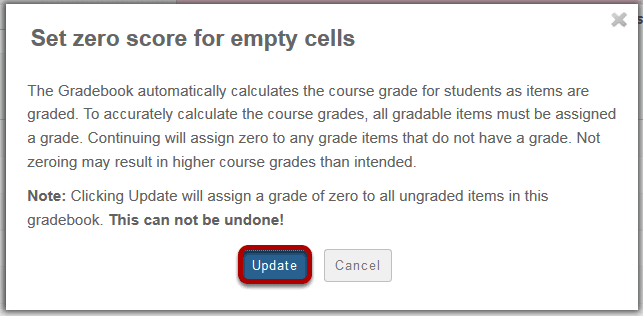 Set zero score for empty cells
The Gradebook automatically calculates the course grade for students as items are
graded. To accurately calculate the course grades, all gradable items must be assigned
a grade. Continuing will assign zero to any grade items that do not have a grade. Not
zeroing may result in higher course grades than intended.
Note: Clicking Update will assign a grade of zero to all ungraded items in this
gradebook. This can not be undone!
Update
Cancel